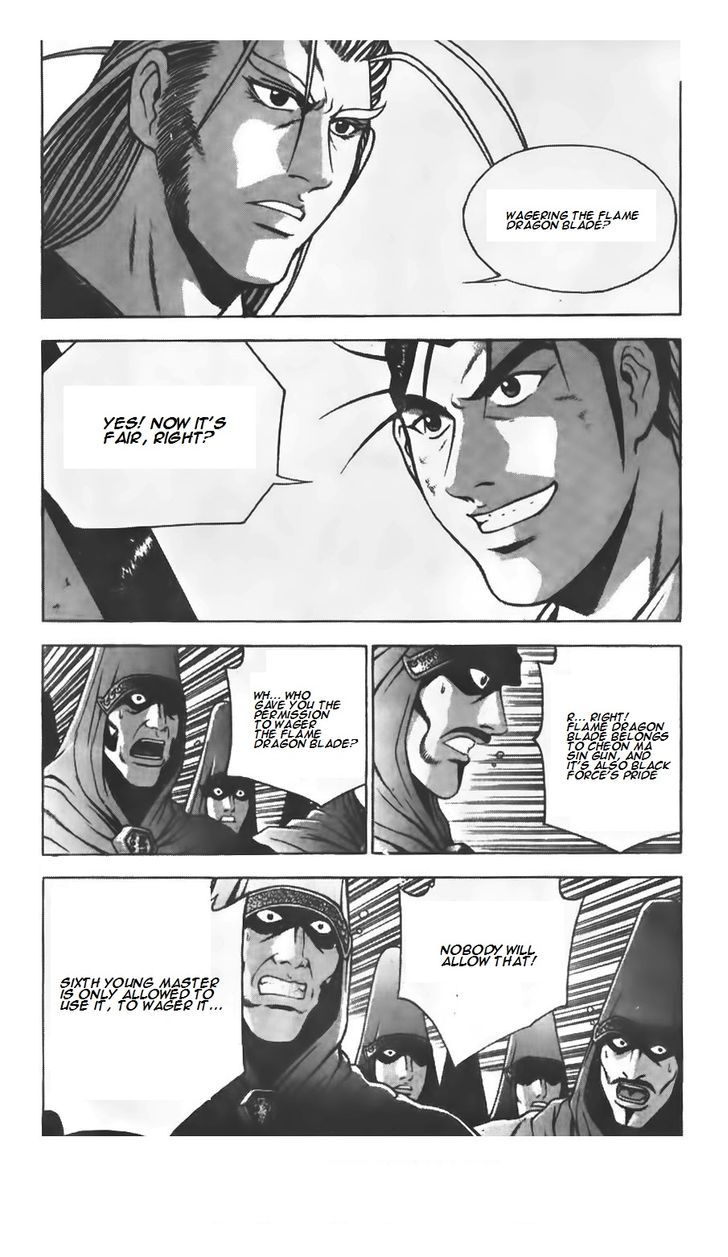 WAGERING THE FLAME
DRAGON BLADE?
YES! NOW IT'S
FAIR, RIGHT?
WH... WHO
GAVE YOU THE
PERMISSION
TO WAGER
THE FLAME
DRAGON BLADE?
R... RIGHT!
FLAME DRAGON
BLADE BELONGS
TO CHEON MA
SIN GUN, AND
IT'S ALSO BLACK
FORCE'S PRIDE
SIXTH YOUNG MASTER
IS ONLY ALLOWED TO
USE IT, TO WAGER IT...
NOBODY WILL
ALLOW THAT!